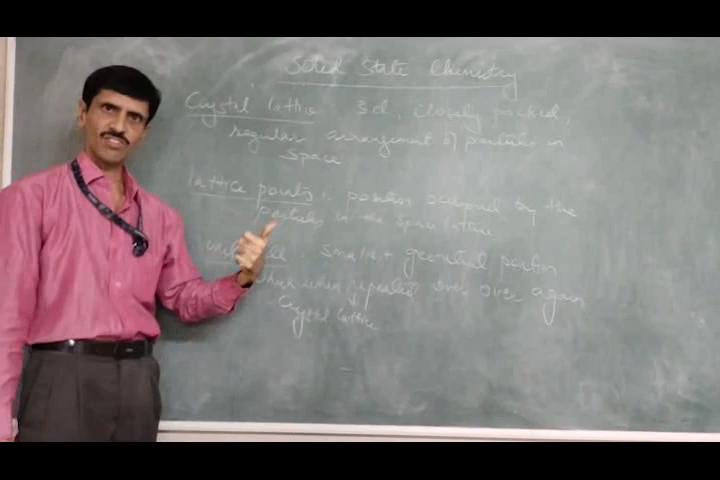 Solid State Chemistry
Crystal lattice : 3d, closely packed,
regular arrangement of particles in
space
lattice points : position occupied by the
particles in the space lattice
unit cell : smallest geometrical portion
which when repeated over over again
Crystal lattice